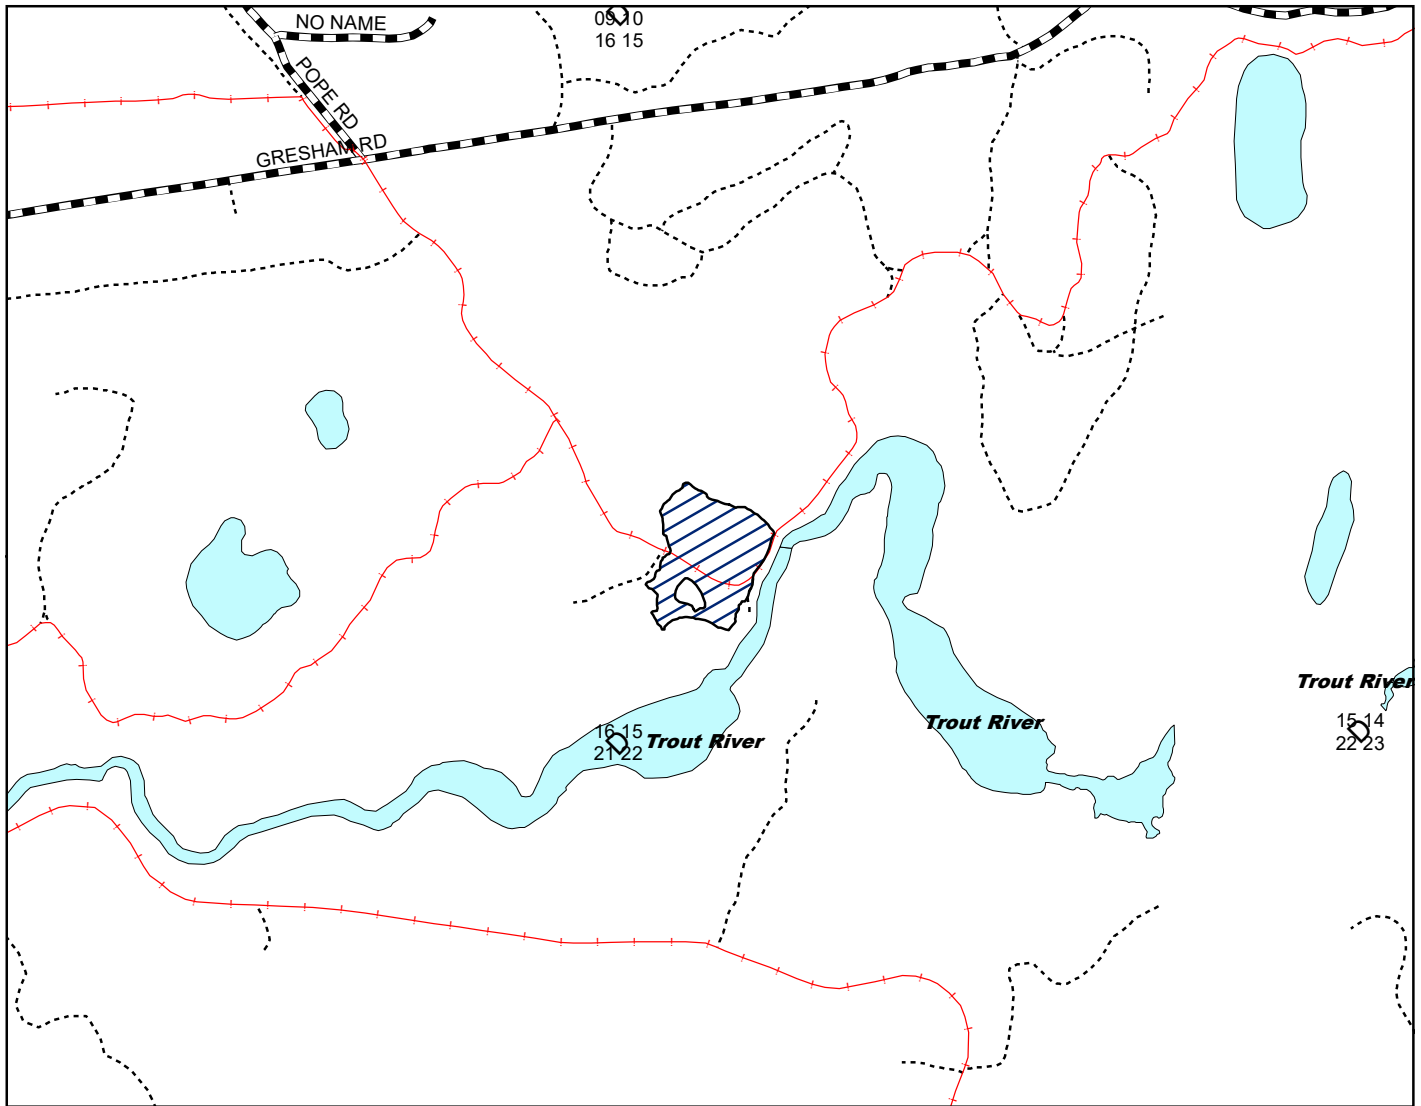 NO NAME
09 10
16 15
POPE RD
GRESHAM RD
Trout River
15 14
22 23
Trout River
16 15
21 22
Trout River